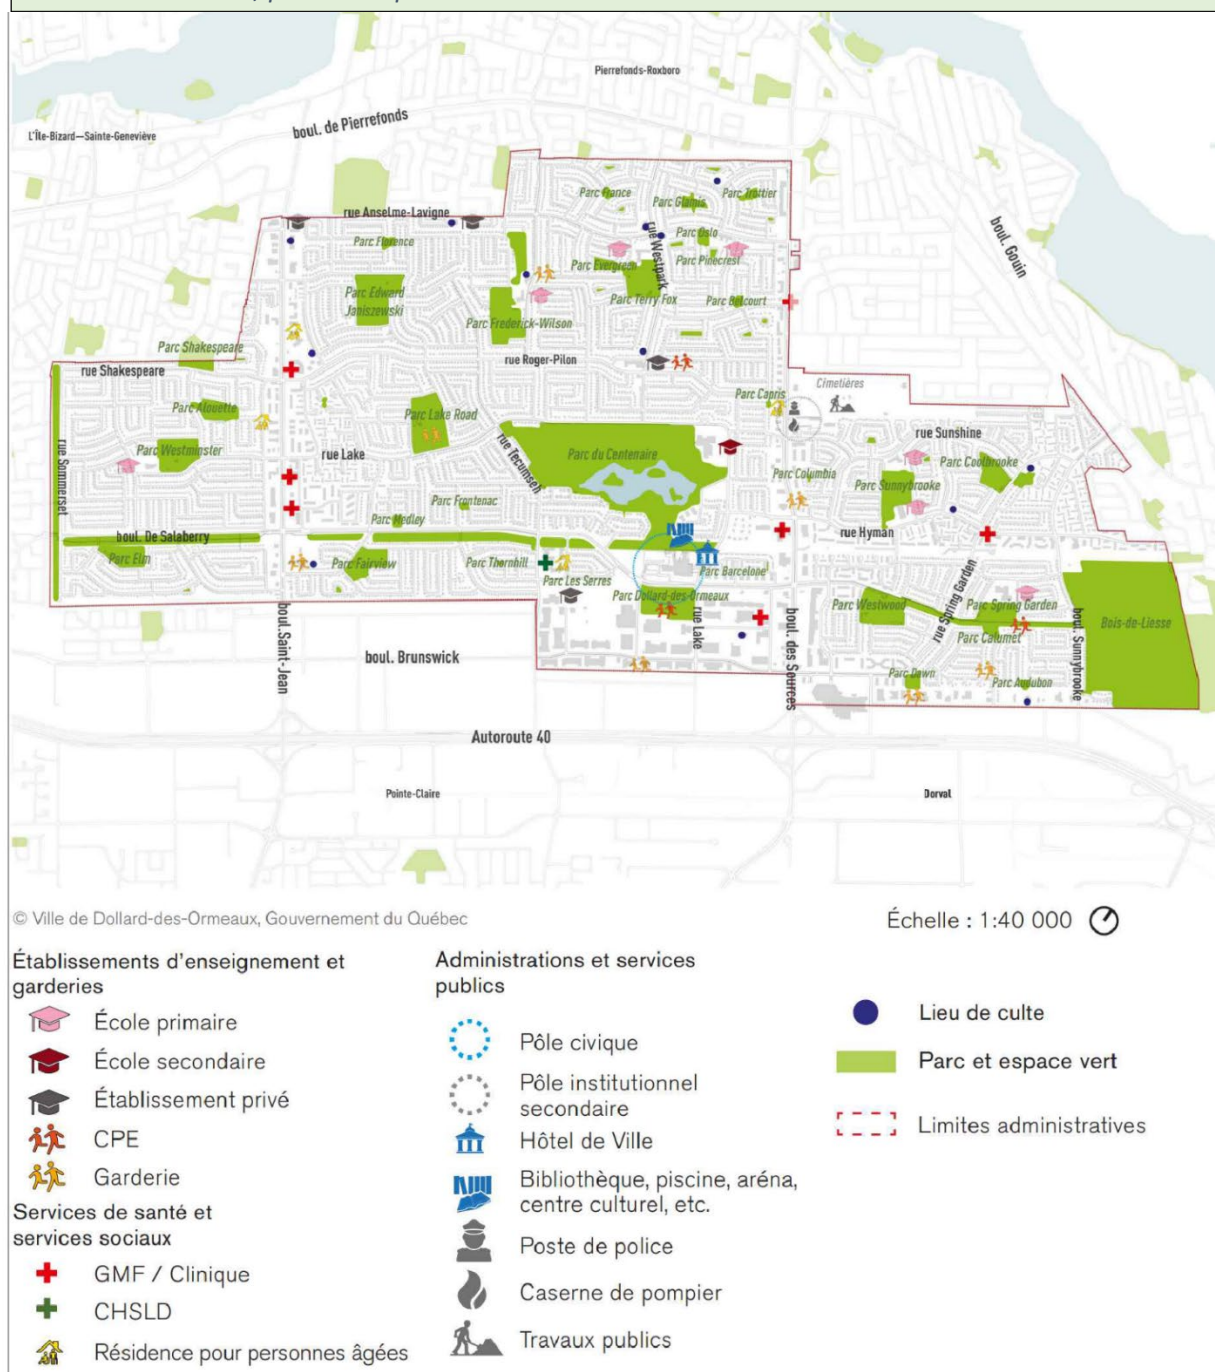 Pierrefonds-Roxboro
boul. de Pierrefonds
L'Île-Bizard—Sainte-Geneviève
Parc France
Parc Glamis
Parc Trottier
rue Anselme-Lavigne
boul. Gouin
Parc Florence
rue Westpark
Parc Oslo
Parc Evergreen
Parc Pinecrest
Parc Edward
Janiszewski
Parc Terry Fox
Parc Belcourt
Parc Frederick-Wilson
Parc Shakespeare
rue Roger-Pilon
rue Shakespeare
Cimetières
Parc Capris
Parc Alouette
Parc Lake Road
rue Sunshine
rue Sommerset
Parc Westminster
rue Lake
rue Tecumseh
Parc du Centenaire
Parc Coolbrooke
Parc Columbia
Parc Sunnybrooke
Parc Frontenac
Parc Medley
boul. De Salaberry
rue Hyman
Parc Elm
Parc Fairview
Parc Thornhill
Parc Barcelone
Parc Les Serres
Parc Dollard-des-Ormeaux
rue Spring Garden
Parc Westwood
Parc Spring Garden
boul. Saint-Jean
rue Lake
boul. des Sources
Parc Calumet
boul. Sunnybrooke
Bois-de-Liesse
boul. Brunswick
Parc Dawn
Parc Audubon
Autoroute 40
Pointe-Claire
Dorval
© Ville de Dollard-des-Ormeaux, Gouvernement du Québec
Échelle : 1:40 000
Établissements d'enseignement et
garderies
École primaire
École secondaire
Établissement privé
CPE
Garderie
Services de santé et
services sociaux
GMF / Clinique
CHSLD
Résidence pour personnes âgées
Administrations et services
publics
Pôle civique
Pôle institutionnel
secondaire
Hôtel de Ville
Bibliothèque, piscine, aréna,
centre culturel, etc.
Poste de police
Caserne de pompier
Travaux publics
Lieu de culte
Parc et espace vert
Limites administratives